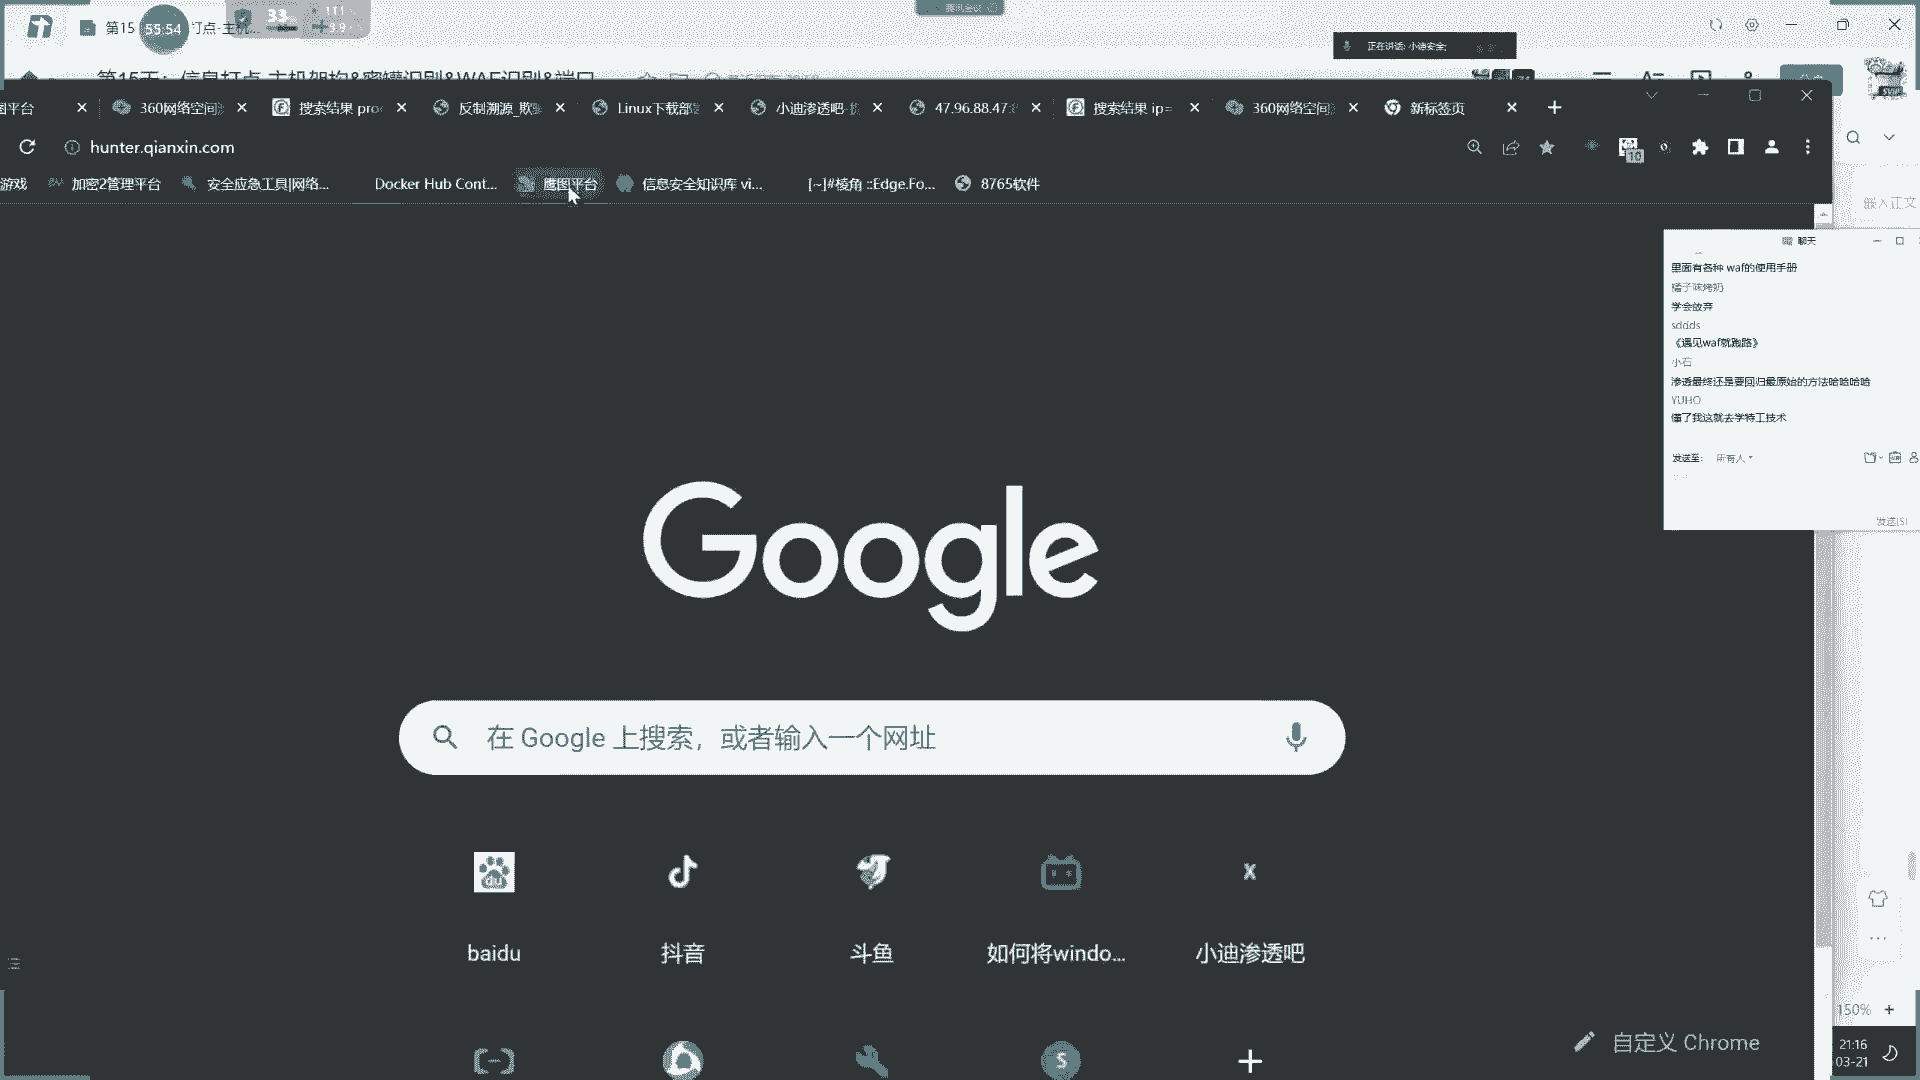 第15
55:54
打点-主机...
33
腾讯会议
正在讲话: 小迪安全;
第15天：信息打点-主机架构&蜜罐识别&WAF识别&端口
图平台
360网络空间
搜索结果 pro
反制溯源_欺
Linux下载部
小迪渗透吧-
47.96.88.47:
搜索结果 ip=
360网络空间
新标签页
hunter.qianxin.com
10
游戏
加密2管理平台
安全应急工具|网络...
Docker Hub Cont...
鹰图平台
信息安全知识库 vi...
[~]#棱角 ::Edge.Fo...
8765软件
嵌入正文
聊天
里面有各种 waf的使用手册
橘子味烤奶
学会放弃
sddds
《遇见waf就跑路》
小石
渗透最终还是要回归最原始的方法哈哈哈哈
YUHO
懂了我这就去学特工技术
发送至:
所有人
发送(S)
Google
在 Google 上搜索，或者输入一个网址
du
baidu
抖音
斗鱼
如何将windo...
X
小迪渗透吧
S
自定义 Chrome
150%
21:16
03-21